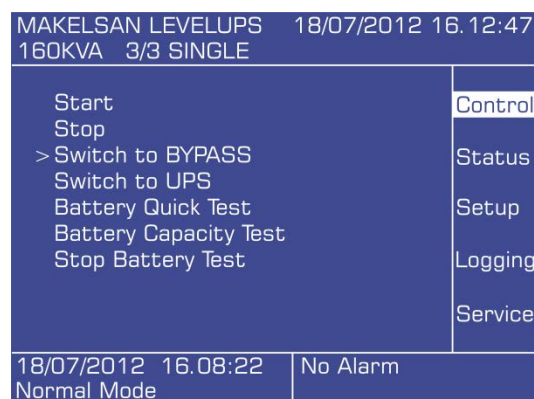 MAKELSAN LEVELUPS 18/07/2012 16.12:47
160KVA 3/3 SINGLE
Start
Stop
> Switch to BYPASS
Switch to UPS
Battery Quick Test
Battery Capacity Test
Stop Battery Test
Control
Status
Setup
Logging
Service
18/07/2012 16.08:22
Normal Mode
No Alarm